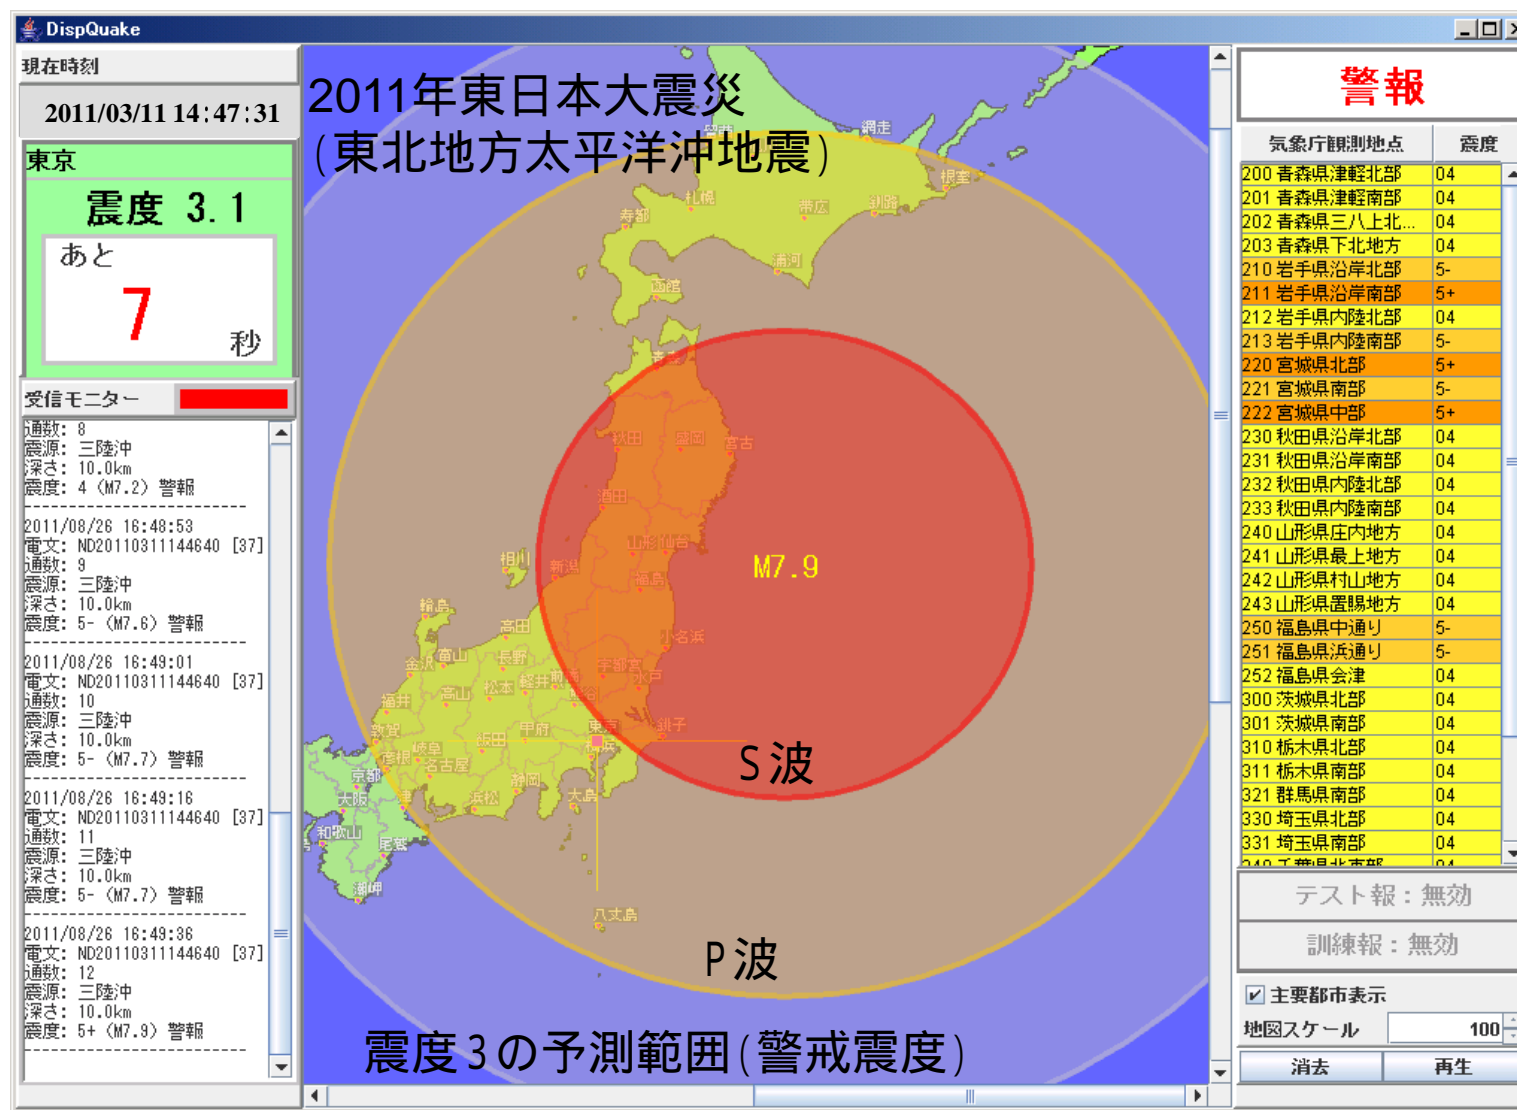 DispQuake
現在時刻
2011/03/11 14:47:31
東京
震度 3.1
あと
7
秒
受信モニター
通数: 8
震源: 三陸沖
深さ: 10.0km
震度: 4 (M7.2) 警報
--------------------------
2011/08/26 16:48:53
電文: ND20110311144640 [37]
通数: 9
震源: 三陸沖
深さ: 10.0km
震度: 5- (M7.6) 警報
--------------------------
2011/08/26 16:49:01
電文: ND20110311144640 [37]
通数: 10
震源: 三陸沖
深さ: 10.0km
震度: 5- (M7.7) 警報
--------------------------
2011/08/26 16:49:16
電文: ND20110311144640 [37]
通数: 11
震源: 三陸沖
深さ: 10.0km
震度: 5- (M7.7) 警報
--------------------------
2011/08/26 16:49:36
電文: ND20110311144640 [37]
通数: 12
震源: 三陸沖
深さ: 10.0km
震度: 5+ (M7.9) 警報
--------------------------
2011年東日本大震災
(東北地方太平洋沖地震)
網走
根室
札幌
帯広
釧路
寿都
浦河
函館
青森
秋田
盛岡
宮古
酒田
山形
仙台
相川
新潟
福島
M7.9
輪島
高田
小名浜
金沢
富山
長野
宇都宮
前橋
水戸
福井
高山
松本
軽井
熊谷
敦賀
岐阜
飯田
甲府
東京
銚子
彦根
名古屋
横浜
京都
静岡
S波
大阪
津
浜松
大島
和歌山
尾鷲
潮岬
八丈島
P波
震度3の予測範囲(警戒震度)
警報
気象庁観測地点 震度
200 青森県津軽北部 04
201 青森県津軽南部 04
202 青森県三八上北... 04
203 青森県下北地方 04
210 岩手県沿岸北部 5-
211 岩手県沿岸南部 5+
212 岩手県内陸北部 04
213 岩手県内陸南部 5-
220 宮城県北部 5+
221 宮城県南部 5-
222 宮城県中部 5+
230 秋田県沿岸北部 04
231 秋田県沿岸南部 04
232 秋田県内陸北部 04
233 秋田県内陸南部 04
240 山形県庄内地方 04
241 山形県最上地方 04
242 山形県村山地方 04
243 山形県置賜地方 04
250 福島県中通り 5-
251 福島県浜通り 5-
252 福島県会津 04
300 茨城県北部 04
301 茨城県南部 04
310 栃木県北部 04
311 栃木県南部 04
321 群馬県南部 04
330 埼玉県北部 04
331 埼玉県南部 04
340 千葉県北東部 04
テスト報：無効
訓練報：無効
主要都市表示
地図スケール 100
消去 再生